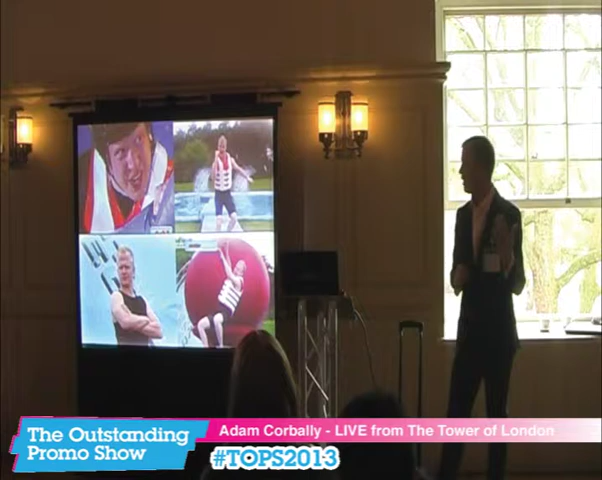 Adam Corbally - LIVE from The Tower of London
The Outstanding
Promo Show
#TOPS2013